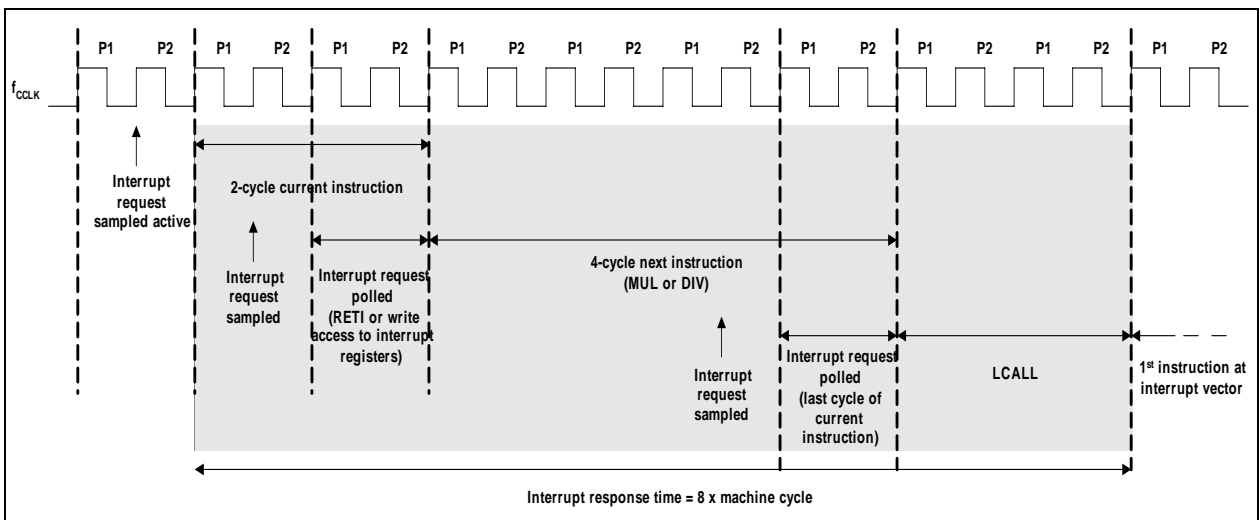 P1 P2 P1 P2 P1 P2 P1 P2 P1 P2 P1 P2 P1 P2 P1 P2 P1 P2
fCCLK
Interrupt
request
sampled active
2-cycle current instruction
Interrupt
request
sampled
Interrupt request
polled
(RETI or write
access to interrupt
registers)
4-cycle next instruction
(MUL or DIV)
Interrupt
request
sampled
Interrupt request
polled
(last cycle of
current
instruction)
LCALL
1st instruction at
interrupt vector
Interrupt response time = 8 x machine cycle